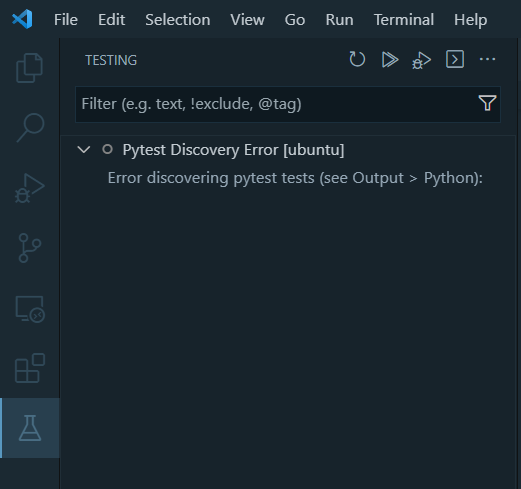 File Edit Selection View Go Run Terminal Help
TESTING
Filter (e.g. text, !exclude, @tag)
Pytest Discovery Error [ubuntu]
Error discovering pytest tests (see Output > Python):